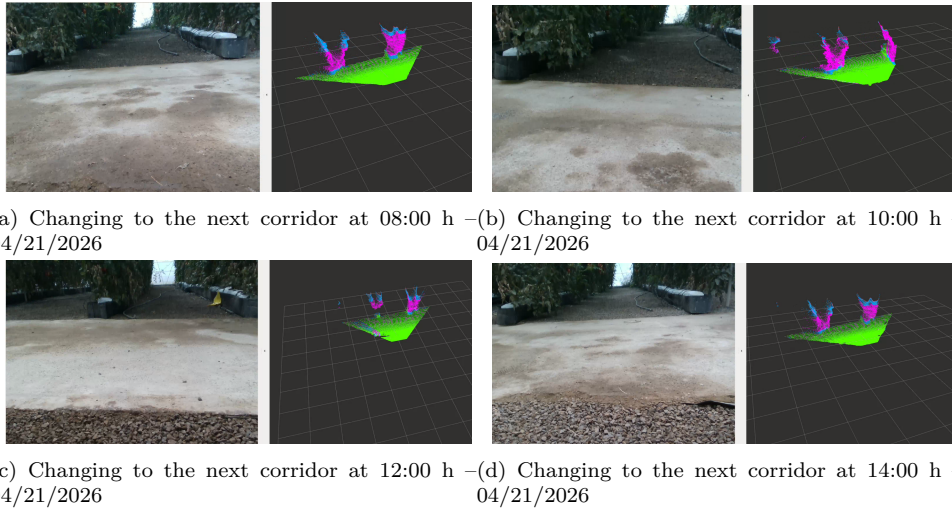 a) Changing to the next corridor at 08:00 h –
4/21/2026
(b) Changing to the next corridor at 10:00 h
04/21/2026
c) Changing to the next corridor at 12:00 h –
4/21/2026
(d) Changing to the next corridor at 14:00 h
04/21/2026